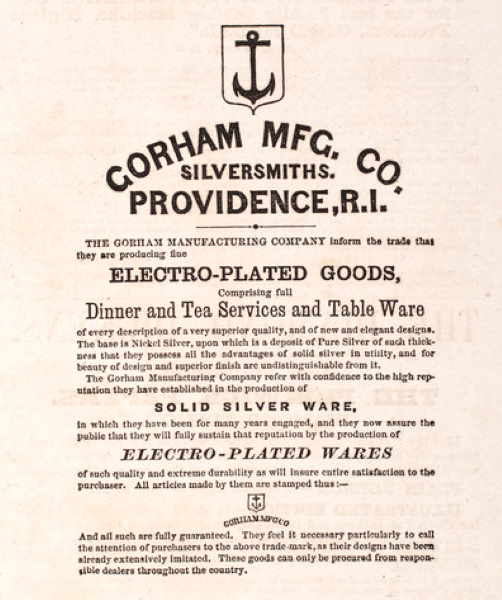 GORHAM MFG. CO.
SILVERSMITHS.
PROVIDENCE, R.I.
THE GORHAM MANUFACTURING COMPANY inform the trade that
they are producing fine
ELECTRO-PLATED GOODS,
Comprising full
Dinner and Tea Services and Table Ware
of every description of a very superior quality, and of new and elegant designs.
The base is Nickel Silver, upon which is a deposit of Pure Silver of such thick-
ness that they possess all the advantages of solid silver in utility, and for
beauty of design and superior finish are undistinguishable from it.
The Gorham Manufacturing Company refer with confidence to the high rep-
utation they have established in the production of
SOLID SILVER WARE,
in which they have been for many years engaged, and they now assure the
public that they will fully sustain that reputation by the production of
ELECTRO-PLATED WARES
of such quality and extreme durability as will insure entire satisfaction to the
purchaser. All articles made by them are stamped thus:—
GORHAM MFG CO
And all such are fully guaranteed. They feel it necessary particularly to call
the attention of purchasers to the above trade-mark, as their designs have been
already extensively imitated. These goods can only be procured from respon-
sible dealers throughout the country.